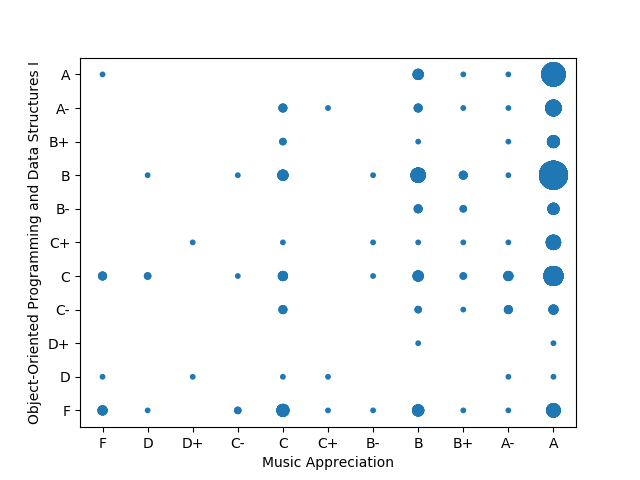 Object-Oriented Programming and Data Structures I
A
A-
B+
B
B-
C+
C
C-
D+
D
F
F D D+ C- C C+ B- B B+ A- A
Music Appreciation